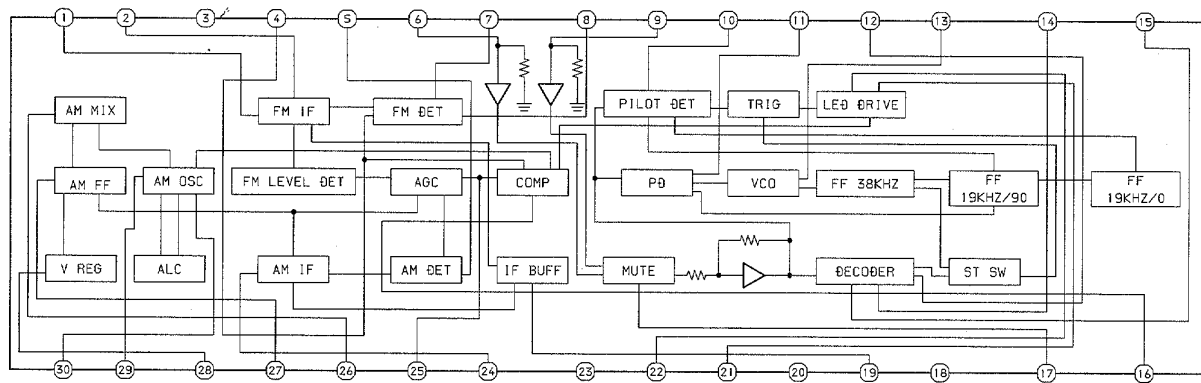 1 2 3 4 5 6 7 8 9 10 11 12 13 14 15
AM MIX FM IF FM DET PILOT DET TRIG LED DRIVE
AM FF AM OSC FM LEVEL DET AGC COMP PD VCO FF 38KHZ FF 19KHZ/90 FF 19KHZ/0
V REG ALC AM IF AM DET IF BUFF MUTE DECODER ST SW
30 29 28 27 26 25 24 23 22 21 20 19 18 17 16